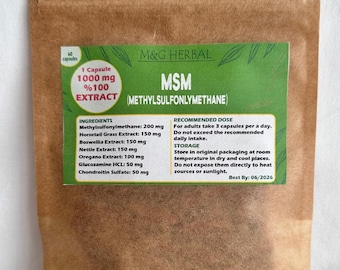 M&G HERBAL
60
capsules
1 Capsule
1000 mg
%100
EXTRACT
MSM
(METHYLSULFONLYMETHANE)
INGREDIENTS
Methylsulfonlymethane: 200 mg
Horsetail Grass Extract: 150 mg
Boswellia Extract: 150 mg
Nettle Extract: 150 mg
Oregano Extract: 100 mg
Glucosamine HCL: 50 mg
Chondroitin Sulfate: 50 mg
RECOMMENDED DOSE
For adults take 3 capsules per a day.
Do not exceed the recommended
daily intake.
STORAGE
Store in original packaging at room
temperature in dry and cool places.
Do not expose them directly to heat
sources or sunlight.
Best By: 06/2026